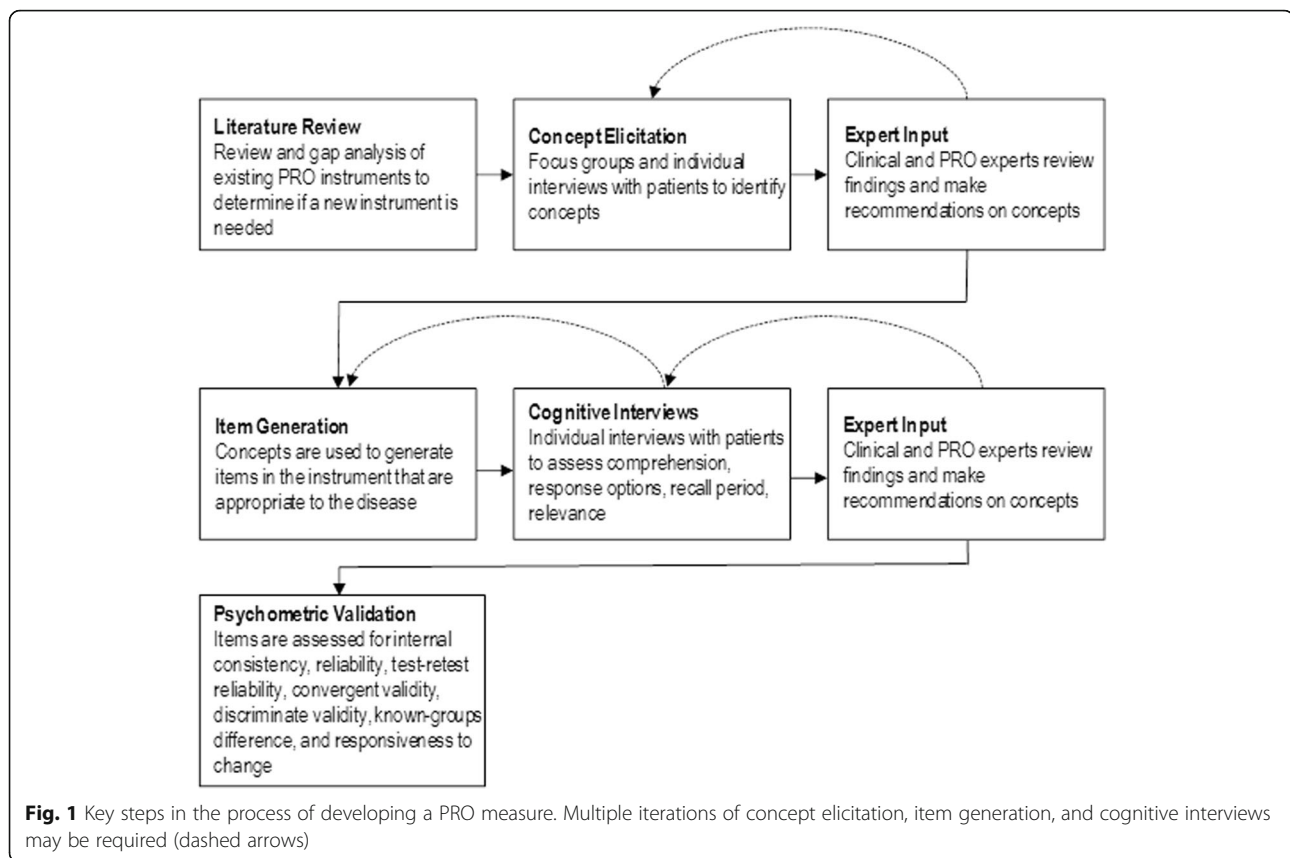 Literature Review
Review and gap analysis of
existing PRO instruments to
determine if a new instrument is
needed
Concept Elicitation
Focus groups and individual
interviews with patients to identify
concepts
Expert Input
Clinical and PRO experts review
findings and make
recommendations on concepts
Item Generation
Concepts are used to generate
items in the instrument that are
appropriate to the disease
Cognitive Interviews
Individual interviews with patients
to assess comprehension,
response options, recall period,
relevance
Expert Input
Clinical and PRO experts review
findings and make
recommendations on concepts
Psychometric Validation
Items are assessed for internal
consistency, reliability, test-retest
reliability, convergent validity,
discriminate validity, known-groups
difference, and responsiveness to
change
Fig. 1 Key steps in the process of developing a PRO measure. Multiple iterations of concept elicitation, item generation, and cognitive interviews
may be required (dashed arrows)